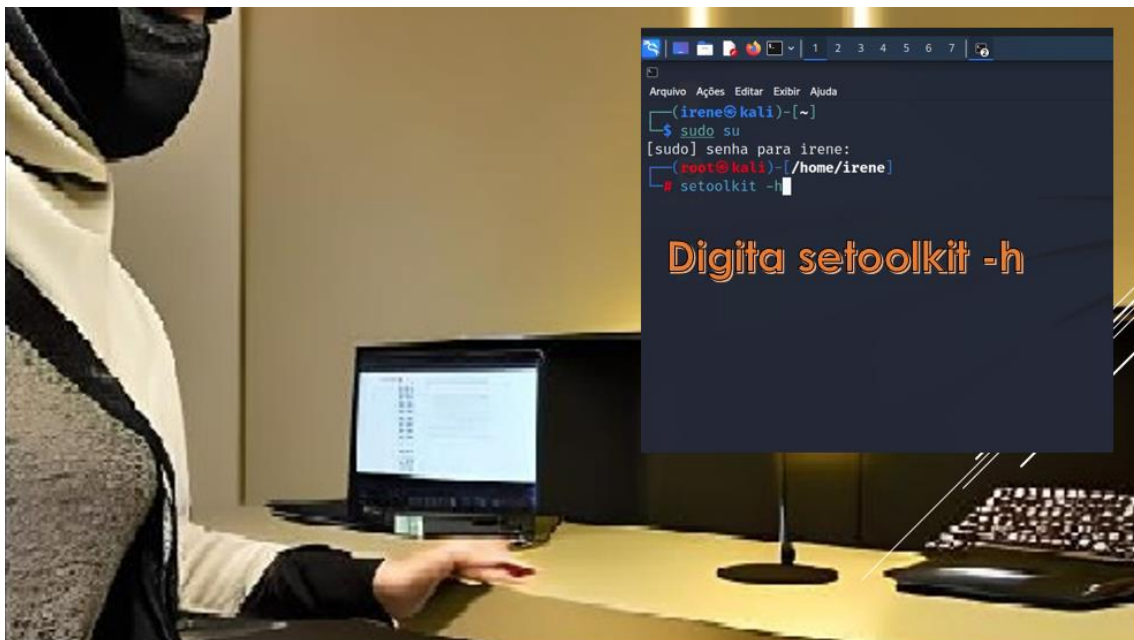 1 2 3 4 5 6 7 2
Arquivo Ações Editar Exibir Ajuda
(irene㉿kali)-[~]
$ sudo su
[sudo] senha para irene:
(root㉿kali)-[/home/irene]
# setoolkit -h
Digita setoolkit -h